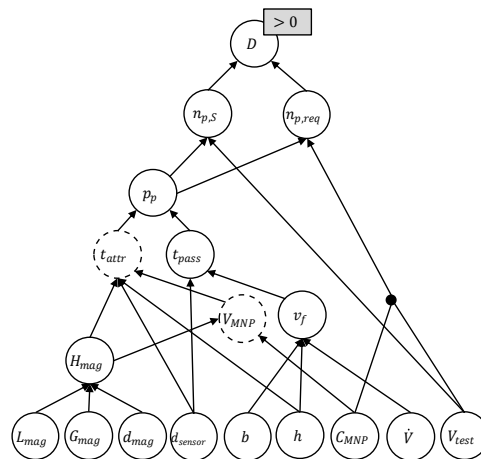 > 0
D
n_{p,S} n_{p,req}
p_p
t_{attr} t_{pass}
V_{MNP} v_f
H_{mag}
L_{mag} G_{mag} d_{mag} d_{sensor} b h C_{MNP} V̇ V_{test}